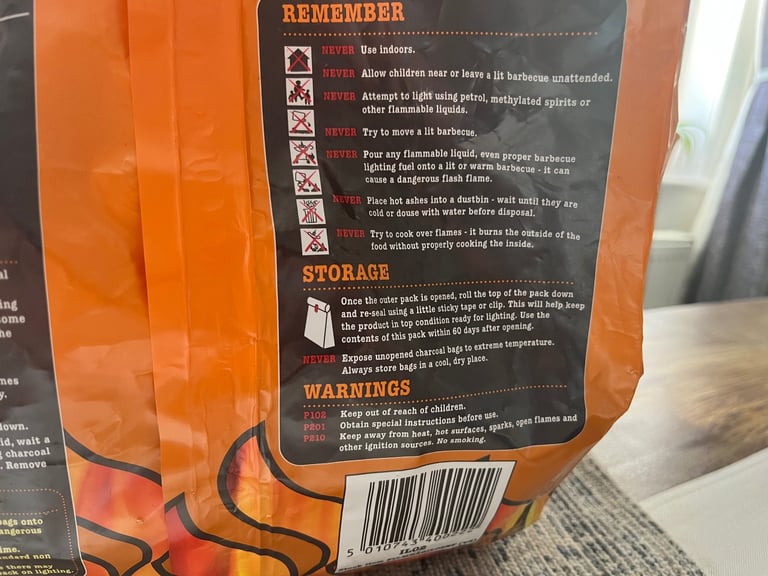 REMEMBER
NEVER Use indoors.
NEVER Allow children near or leave a lit barbecue unattended.
NEVER Attempt to light using petrol, methylated spirits or
other flammable liquids.
NEVER Try to move a lit barbecue.
NEVER Pour any flammable liquid, even proper barbecue
lighting fuel onto a lit or warm barbecue - it can
cause a dangerous flash flame.
NEVER Place hot ashes into a dustbin - wait until they are
cold or douse with water before disposal.
NEVER Try to cook over flames - it burns the outside of the
food without properly cooking the inside.
STORAGE
Once the outer pack is opened, roll the top of the pack down
and re-seal using a little sticky tape or clip. This will help keep
the product in top condition ready for lighting. Use the
contents of this pack within 60 days after opening.
NEVER Expose unopened charcoal bags to extreme temperature.
Always store bags in a cool, dry place.
WARNINGS
P102 Keep out of reach of children.
P201 Obtain special instructions before use.
P210 Keep away from heat, hot surfaces, sparks, open flames and
other ignition sources. No smoking.
5 010743
down.
wait a
charcoal
. Remove
bags onto